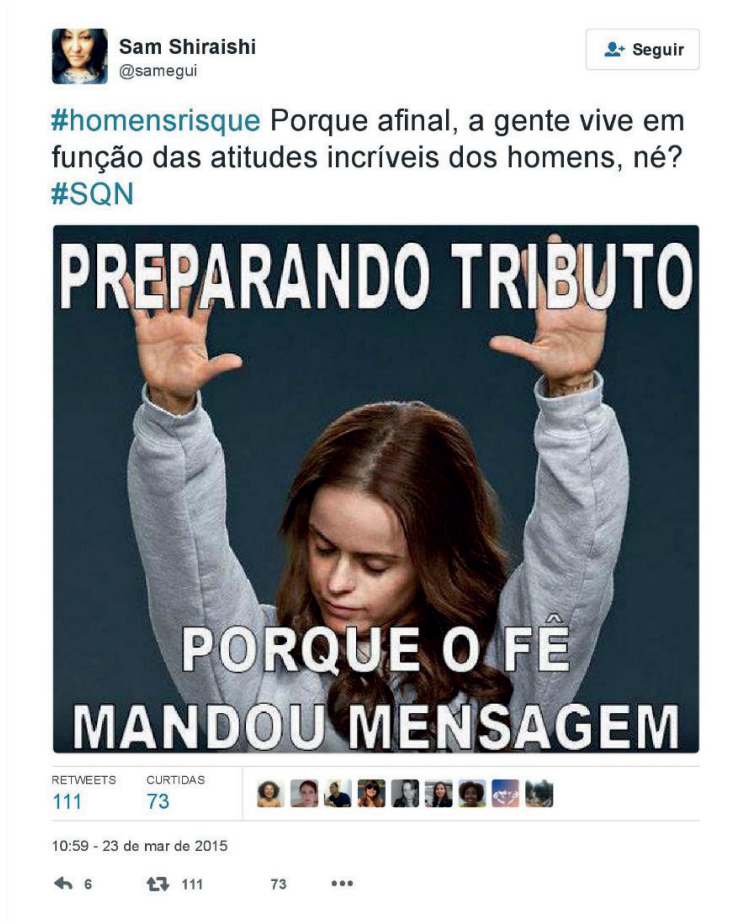 Sam Shiraishi
@samegui
Seguir
#homensrisque Porque afinal, a gente vive em
função das atitudes incríveis dos homens, né?
#SQN
PREPARANDO TRIBUTO
PORQUE O FÊ
MANDOU MENSAGEM
RETWEETS CURTIDAS
111 73
10:59 - 23 de mar de 2015
6 111 73